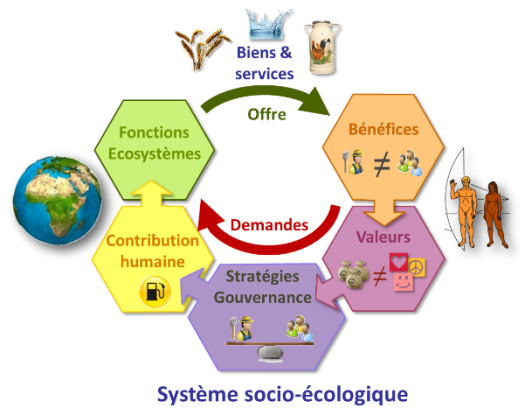 Biens &
services
Offre
Fonctions
Ecosystèmes
Bénéfices
≠
Demandes
Contribution
humaine
Valeurs
≠
Stratégies
Gouvernance
Système socio-écologique